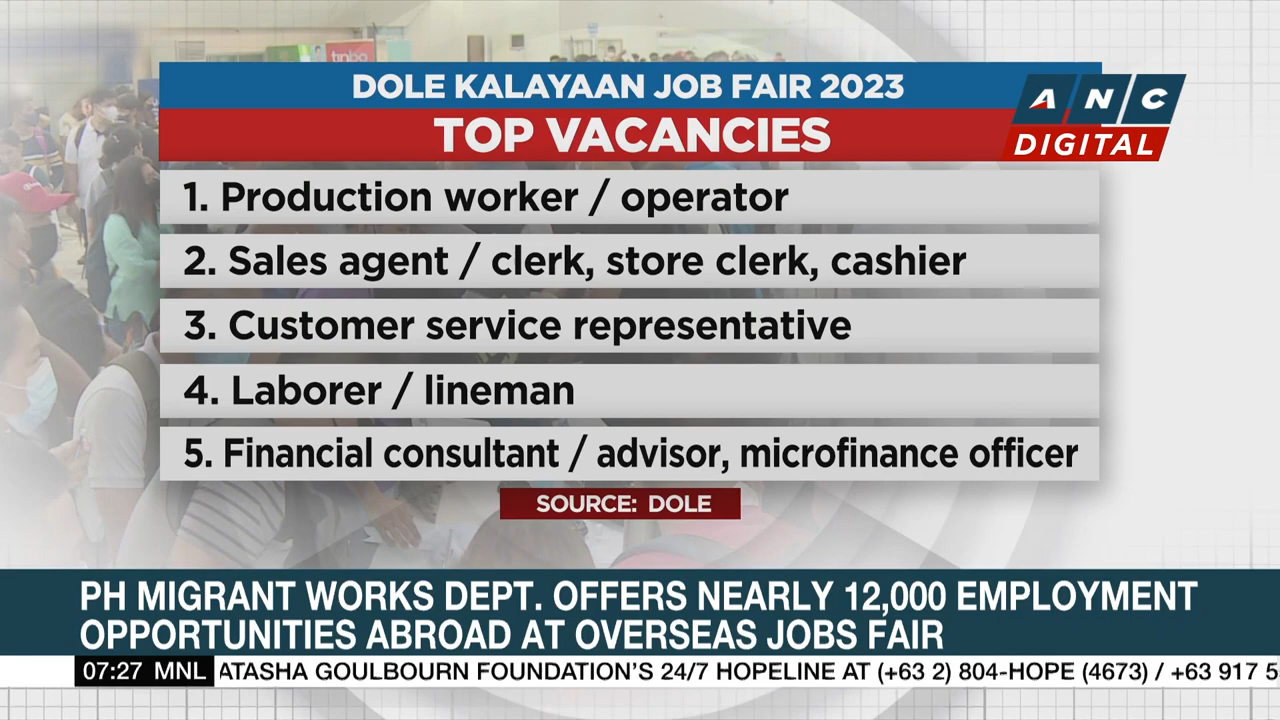 DOLE KALAYAAN JOB FAIR 2023
TOP VACANCIES
ANC
DIGITAL
1. Production worker / operator
2. Sales agent / clerk, store clerk, cashier
3. Customer service representative
4. Laborer / lineman
5. Financial consultant / advisor, microfinance officer
SOURCE: DOLE
PH MIGRANT WORKS DEPT. OFFERS NEARLY 12,000 EMPLOYMENT
OPPORTUNITIES ABROAD AT OVERSEAS JOBS FAIR
07:27 MNL ATASHA GOULBOURN FOUNDATION'S 24/7 HOPELINE AT (+63 2) 804-HOPE (4673) / +63 917 5